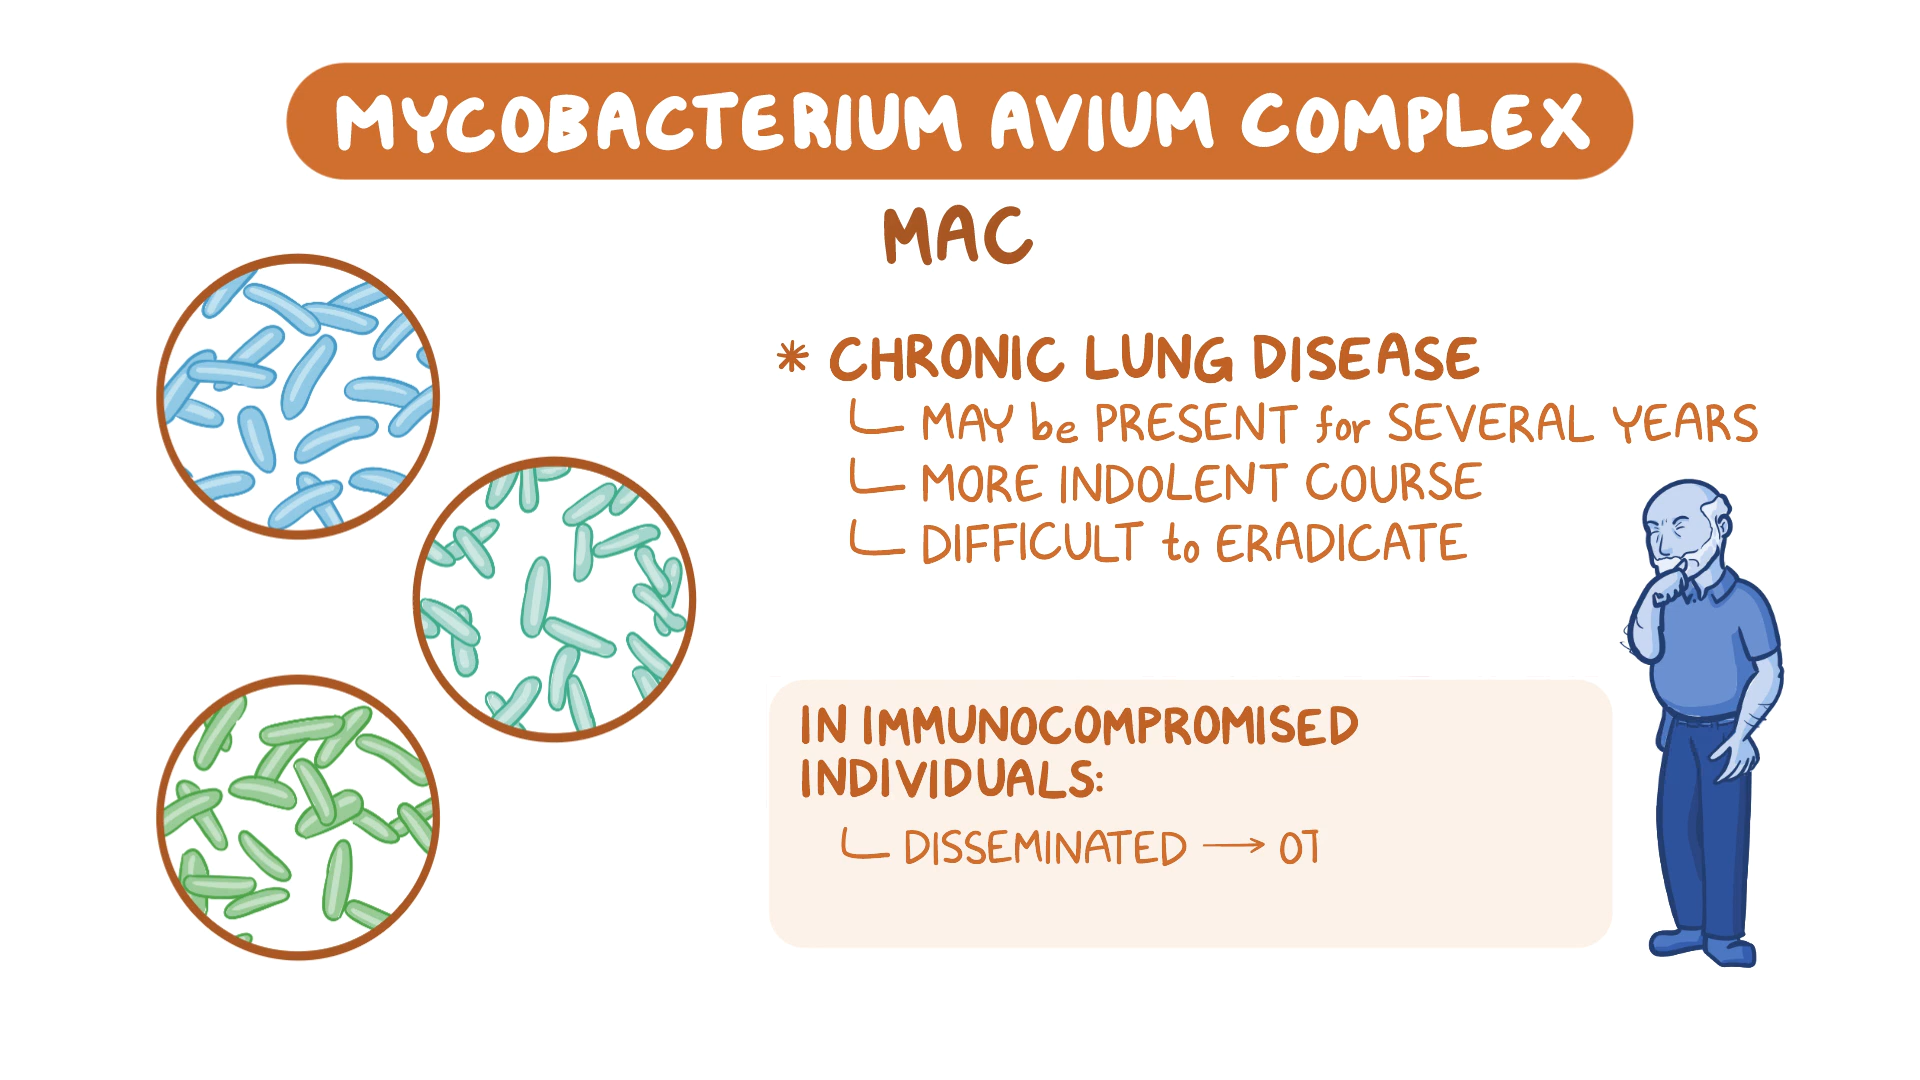 MYCOBACTERIUM AVIUM COMPLEX
MAC
* CHRONIC LUNG DISEASE
MAY be PRESENT for SEVERAL YEARS
MORE INDOLENT COURSE
DIFFICULT to ERADICATE
IN IMMUNOCOMPROMISED
INDIVIDUALS:
DISSEMINATED → OT